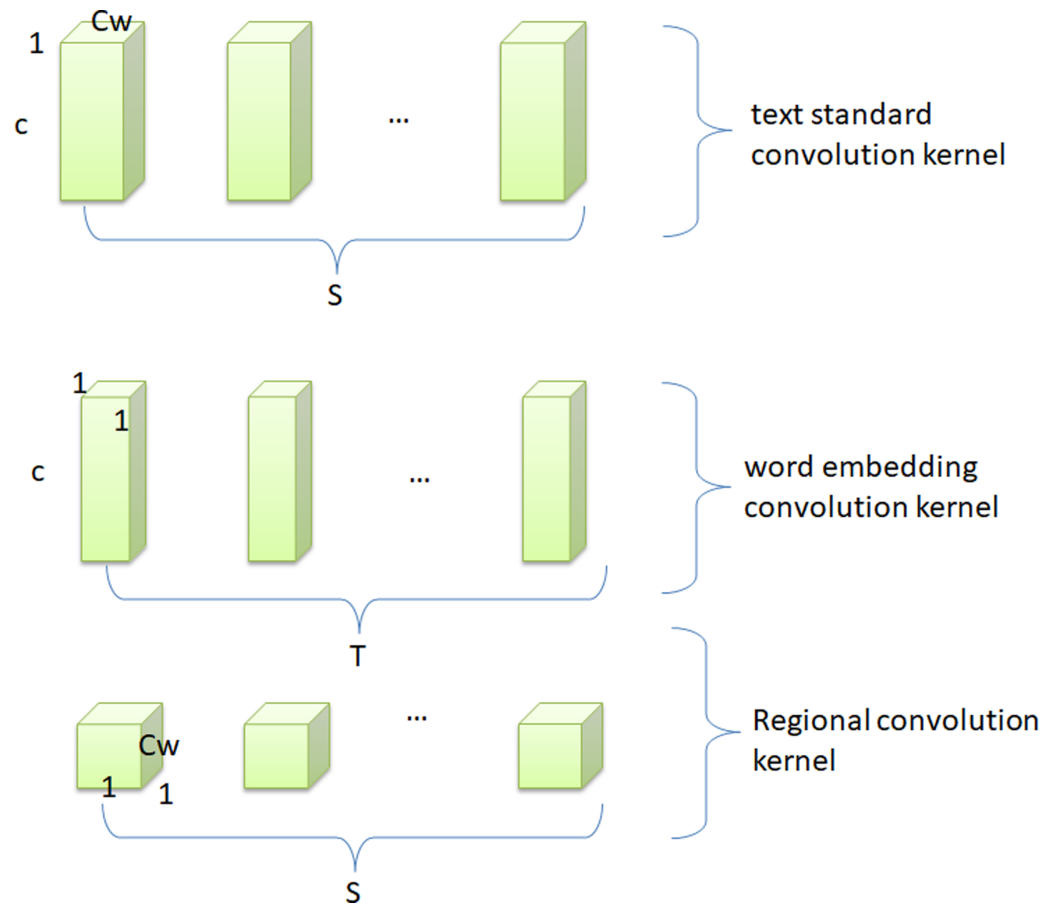 Cw
1
c
...
text standard
convolution kernel
S
1
1
c
...
word embedding
convolution kernel
T
...
Cw
1
1
Regional convolution
kernel
S